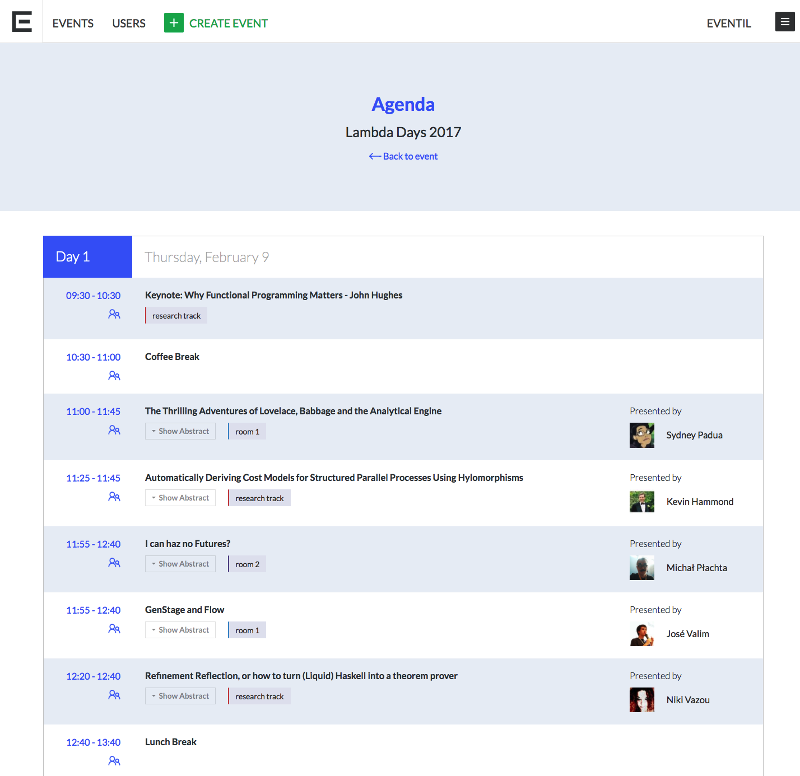 EVENTS USERS + CREATE EVENT EVENTIL
Agenda
Lambda Days 2017
⟵ Back to event
Day 1 Thursday, February 9
09:30 - 10:30 Keynote: Why Functional Programming Matters - John Hughes
research track
10:30 - 11:00 Coffee Break
11:00 - 11:45 The Thrilling Adventures of Lovelace, Babbage and the Analytical Engine Presented by
Show Abstract room 1 Sydney Padua
11:25 - 11:45 Automatically Deriving Cost Models for Structured Parallel Processes Using Hylomorphisms Presented by
Show Abstract research track Kevin Hammond
11:55 - 12:40 I can haz no Futures? Presented by
Show Abstract room 2 Michał Płachta
11:55 - 12:40 GenStage and Flow Presented by
Show Abstract room 1 José Valim
12:20 - 12:40 Refinement Reflection, or how to turn (Liquid) Haskell into a theorem prover Presented by
Show Abstract research track Niki Vazou
12:40 - 13:40 Lunch Break